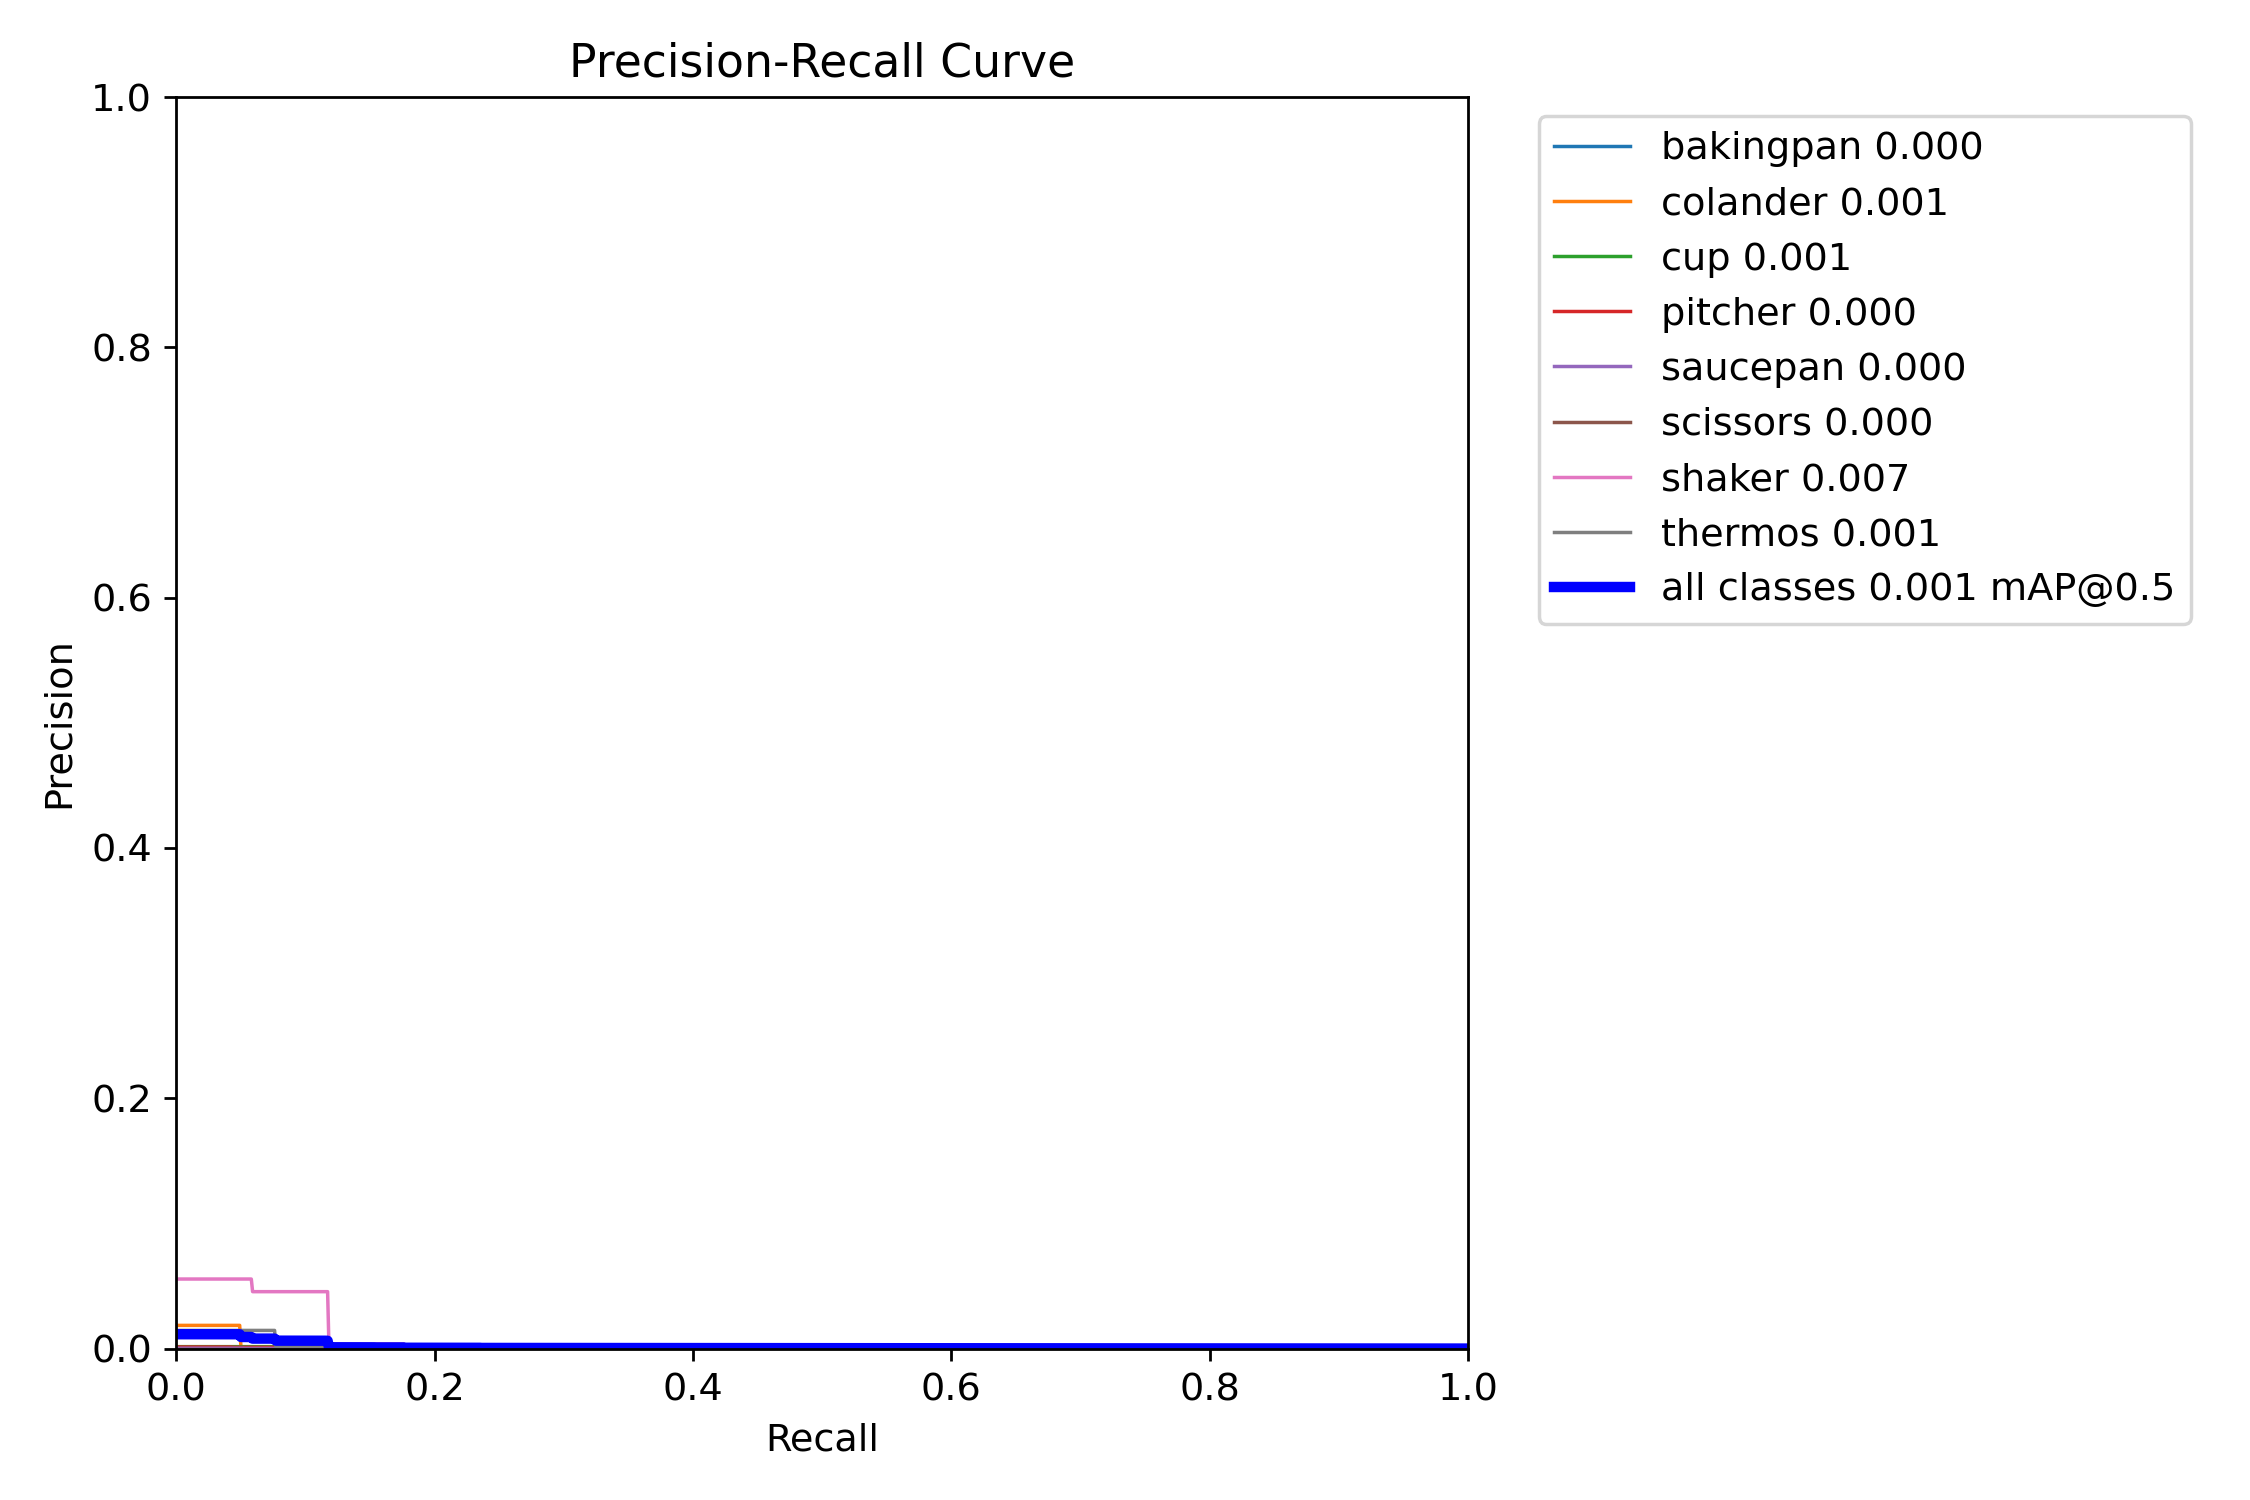 Precision-Recall Curve
1.0
0.8
0.6
0.4
0.2
0.0
Precision
0.0 0.2 0.4 0.6 0.8 1.0
Recall
bakingpan 0.000
colander 0.001
cup 0.001
pitcher 0.000
saucepan 0.000
scissors 0.000
shaker 0.007
thermos 0.001
all classes 0.001 mAP@0.5